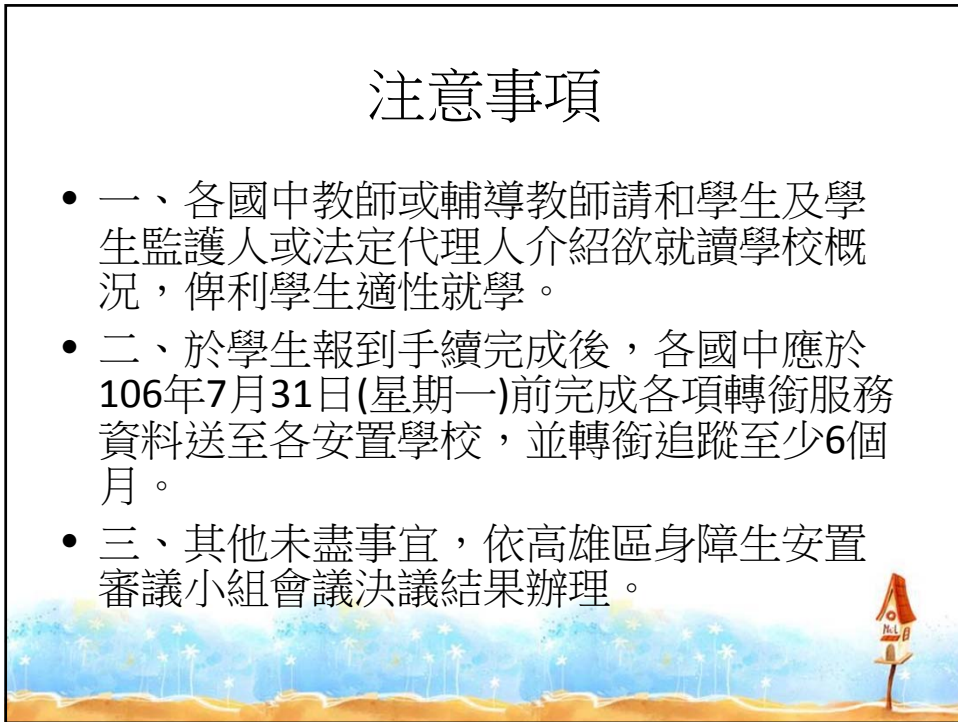 注意事項
• 一、各國中教師或輔導教師請和學生及學
生監護人或法定代理人介紹欲就讀學校概
況，俾利學生適性就學。
• 二、於學生報到手續完成後，各國中應於
106年7月31日(星期一)前完成各項轉銜服務
資料送至各安置學校，並轉銜追蹤至少6個
月。
• 三、其他未盡事宜，依高雄區身障生安置
審議小組會議決議結果辦理。